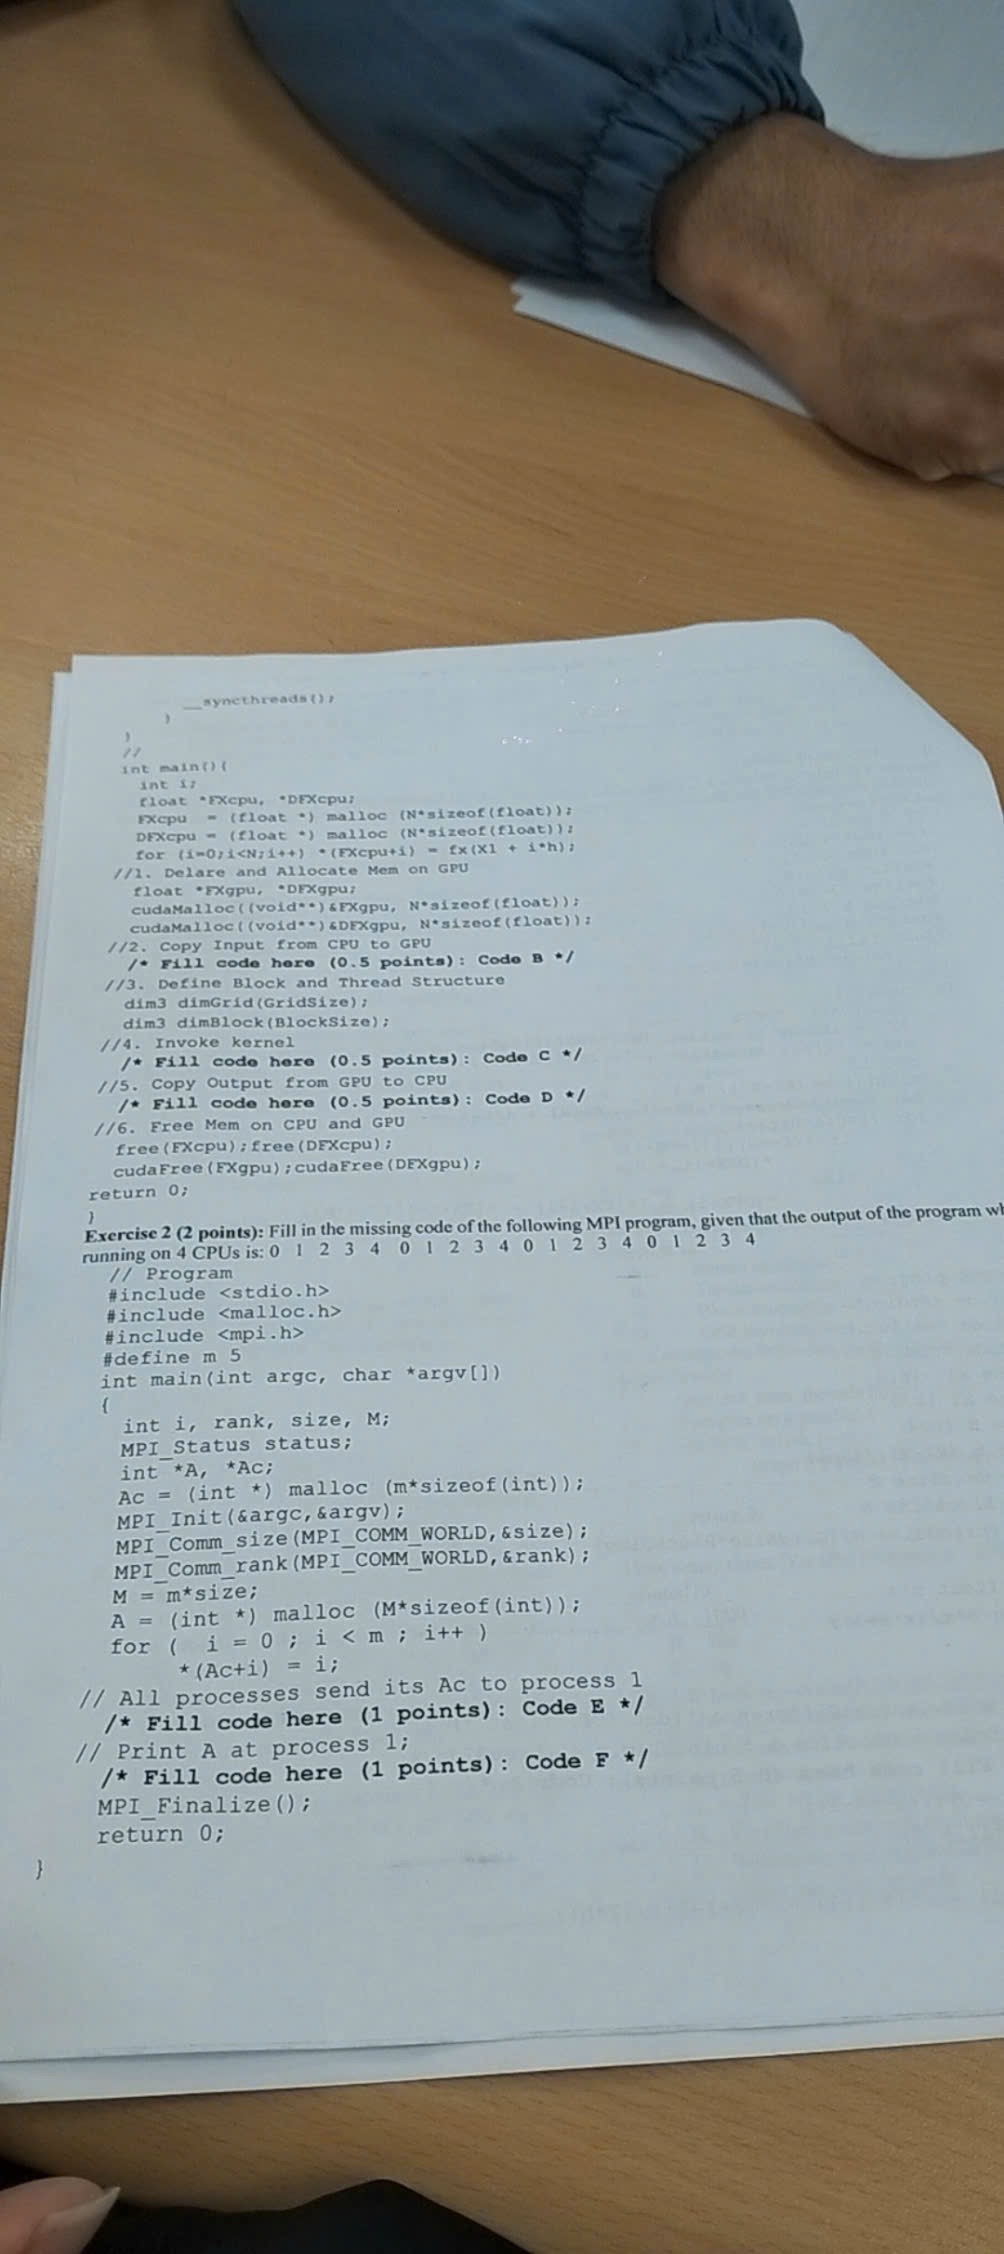 __syncthreads();
}
}
//
int main(){
int i;
float *FXcpu, *DFXcpu;
FXcpu = (float *) malloc (N*sizeof(float));
DFXcpu = (float *) malloc (N*sizeof(float));
for (i=0;i<N;i++) *(FXcpu+i) = fx(X1 + i*h);
//1. Delare and Allocate Mem on GPU
float *FXgpu, *DFXgpu;
cudaMalloc((void**)&FXgpu, N*sizeof(float));
cudaMalloc((void**)&DFXgpu, N*sizeof(float));
//2. Copy Input from CPU to GPU
/* Fill code here (0.5 points): Code B */
//3. Define Block and Thread Structure
dim3 dimGrid(GridSize);
dim3 dimBlock(BlockSize);
//4. Invoke kernel
/* Fill code here (0.5 points): Code C */
//5. Copy Output from GPU to CPU
/* Fill code here (0.5 points): Code D */
//6. Free Mem on CPU and GPU
free(FXcpu);free(DFXcpu);
cudaFree(FXgpu);cudaFree(DFXgpu);
return 0;
}
Exercise 2 (2 points): Fill in the missing code of the following MPI program, given that the output of the program wh
running on 4 CPUs is: 0 1 2 3 4 0 1 2 3 4 0 1 2 3 4 0 1 2 3 4
// Program
#include <stdio.h>
#include <malloc.h>
#include <mpi.h>
#define m 5
int main(int argc, char *argv[])
{
int i, rank, size, M;
MPI_Status status;
int *A, *Ac;
Ac = (int *) malloc (m*sizeof(int));
MPI_Init(&argc,&argv);
MPI_Comm_size(MPI_COMM_WORLD,&size);
MPI_Comm_rank(MPI_COMM_WORLD,&rank);
M = m*size;
A = (int *) malloc (M*sizeof(int));
for ( i = 0 ; i < m ; i++ )
*(Ac+i) = i;
// All processes send its Ac to process 1
/* Fill code here (1 points): Code E */
// Print A at process 1;
/* Fill code here (1 points): Code F */
MPI_Finalize();
return 0;
}